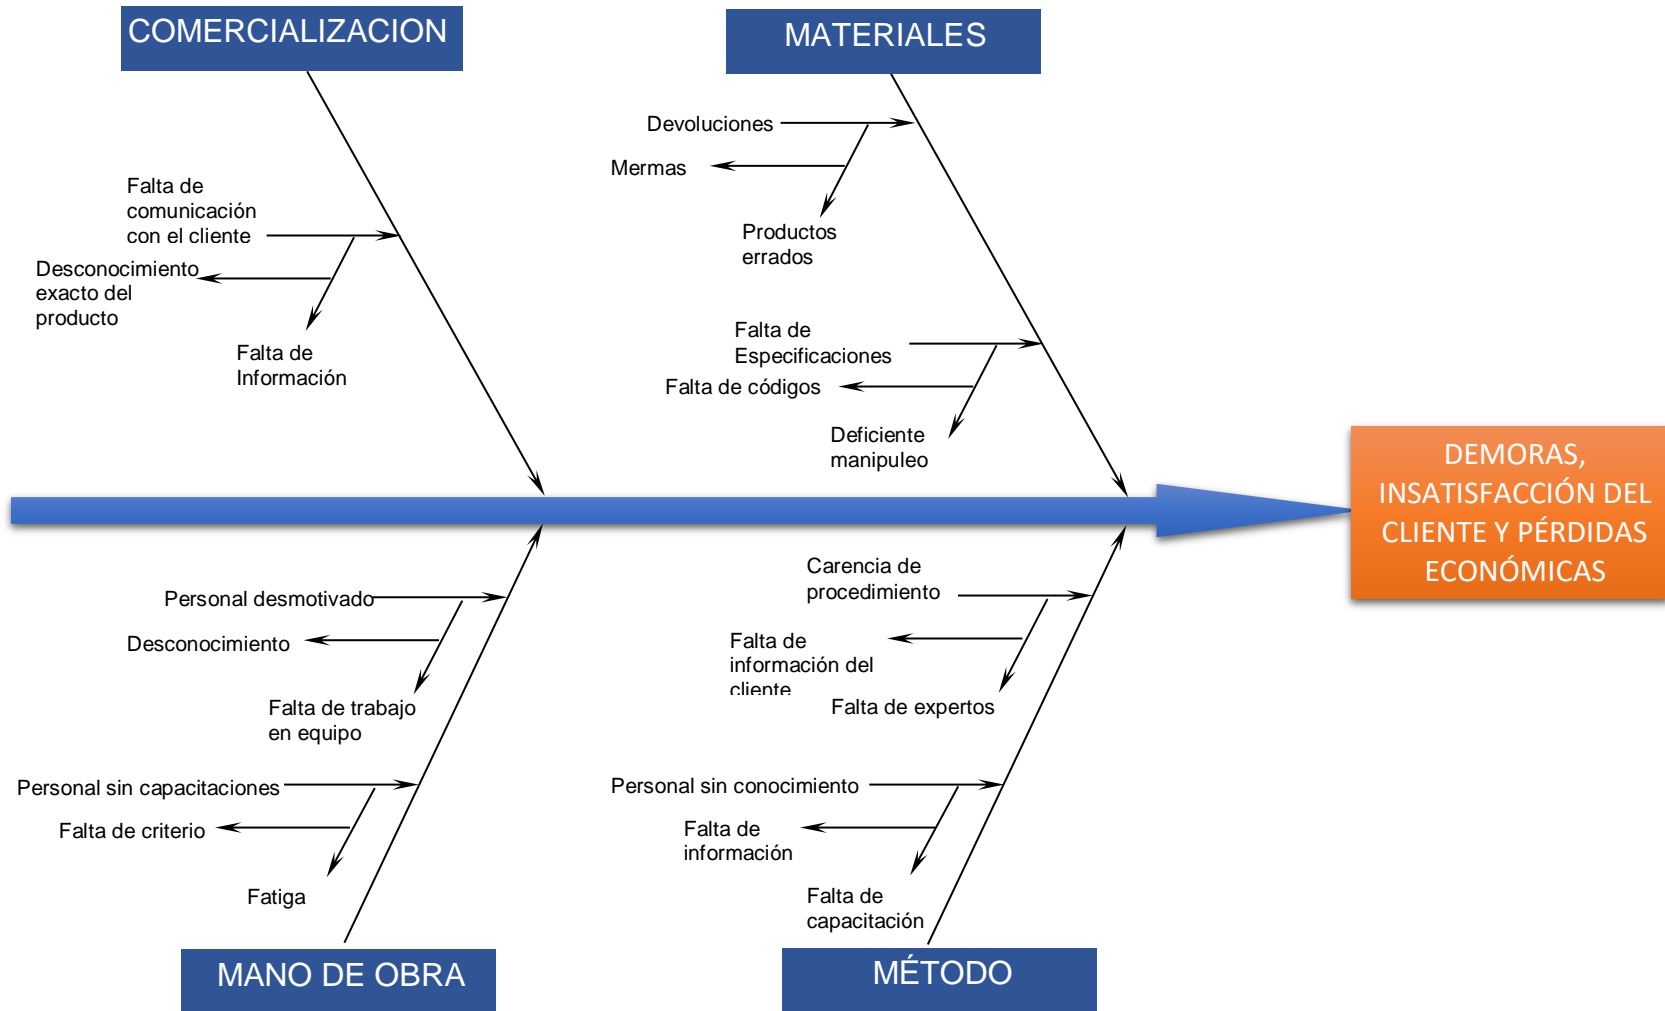 COMERCIALIZACION
MATERIALES
Devoluciones
Mermas
Productos
errados
Falta de
comunicación
con el cliente
Desconocimiento
exacto del
producto
Falta de
Información
Falta de
Especificaciones
Falta de códigos
Deficiente
manipuleo
DEMORAS,
INSATISFACCIÓN DEL
CLIENTE Y PÉRDIDAS
ECONÓMICAS
Personal desmotivado
Desconocimiento
Falta de trabajo
en equipo
Personal sin capacitaciones
Falta de criterio
Fatiga
Carencia de
procedimiento
Falta de
información del
cliente
Falta de expertos
Personal sin conocimiento
Falta de
información
Falta de
capacitación
MANO DE OBRA
MÉTODO